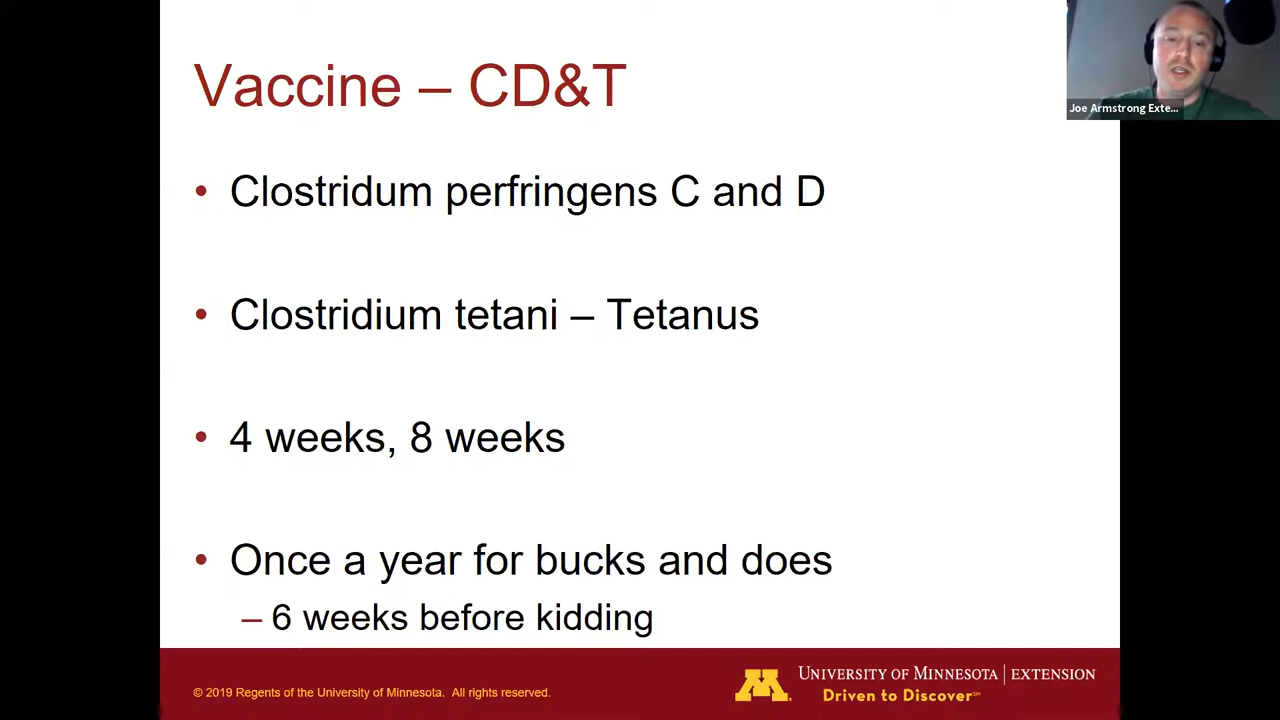 Vaccine – CD&T
Joe Armstrong Exte...
• Clostridum perfringens C and D
• Clostridium tetani – Tetanus
• 4 weeks, 8 weeks
• Once a year for bucks and does
– 6 weeks before kidding
© 2019 Regents of the University of Minnesota. All rights reserved.
UNIVERSITY OF MINNESOTA | EXTENSION
Driven to Discover℠